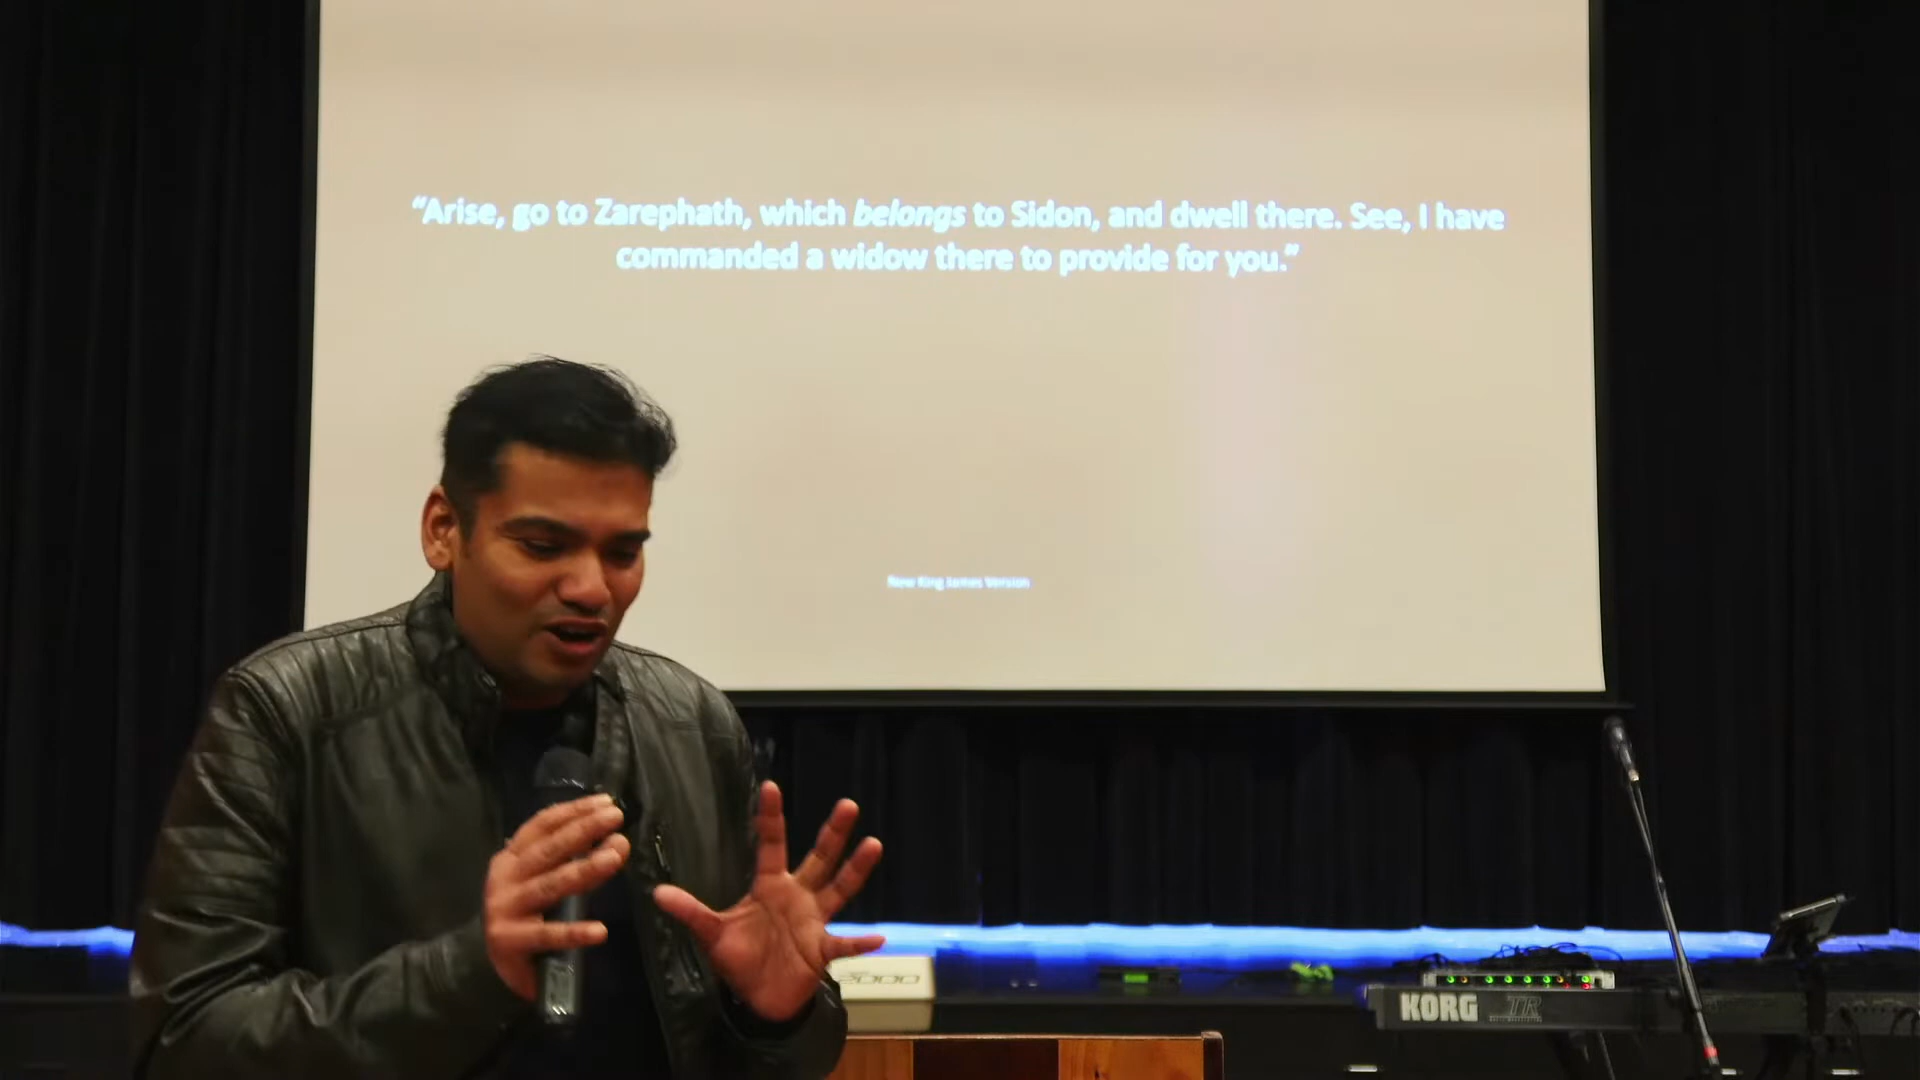 “Arise, go to Zarephath, which belongs to Sidon, and dwell there. See, I have
commanded a widow there to provide for you.”
New King James Version
KORG TR